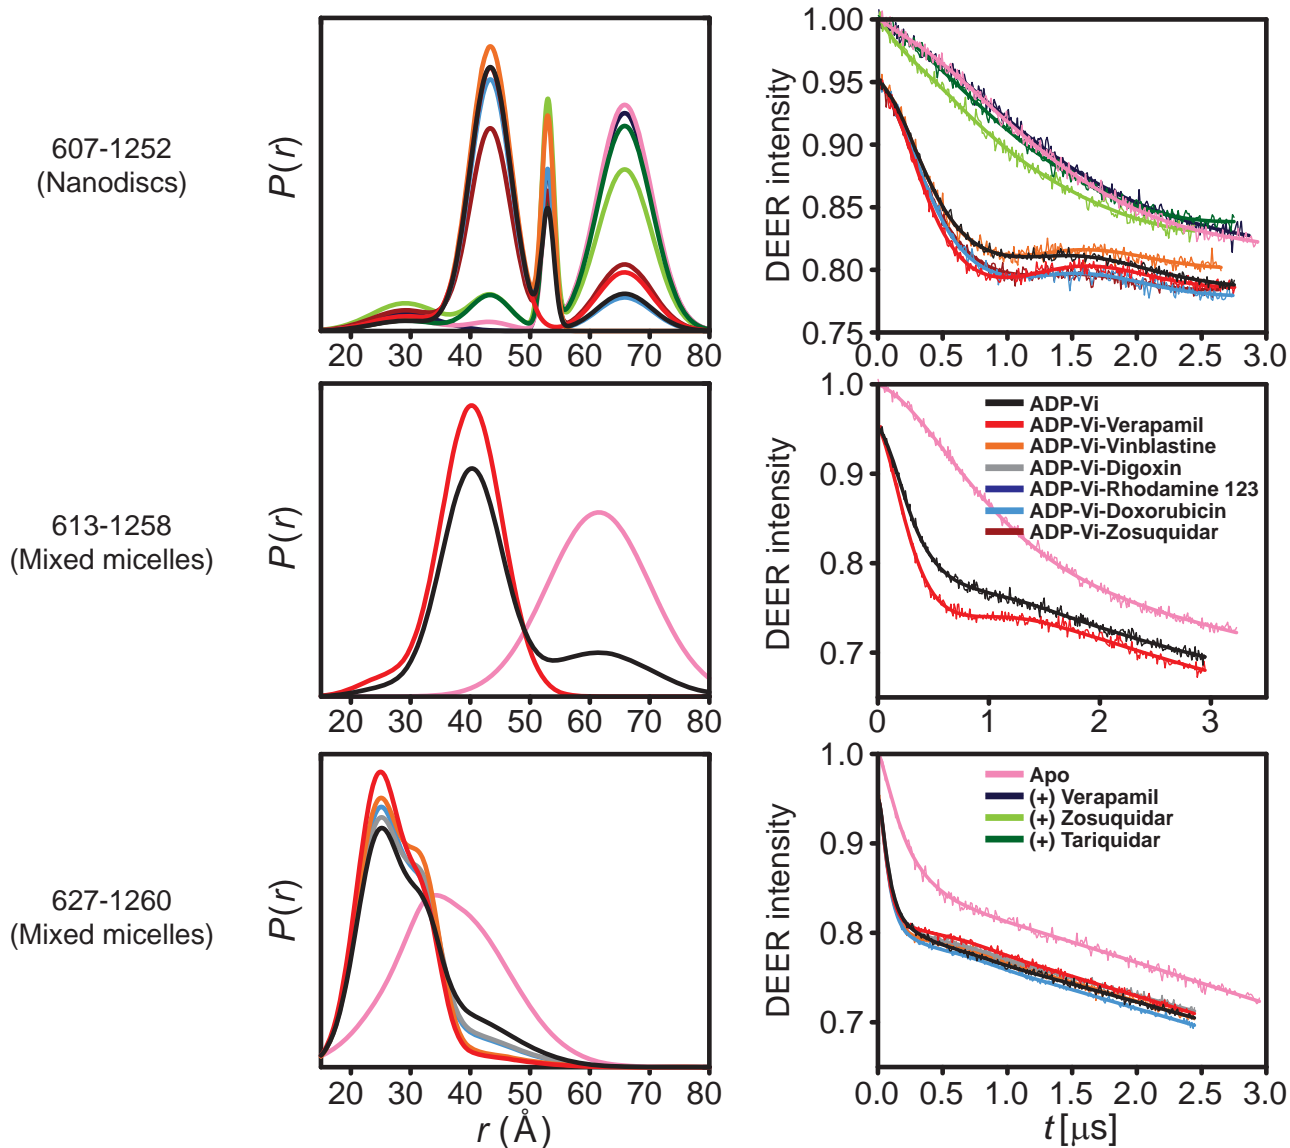 607-1252
(Nanodiscs)
P(r)
20 30 40 50 60 70 80
DEER intensity
1.00
0.95
0.90
0.85
0.80
0.75
0.0 0.5 1.0 1.5 2.0 2.5 3.0
613-1258
(Mixed micelles)
P(r)
20 30 40 50 60 70 80
DEER intensity
1.0
0.9
0.8
0.7
0 1 2 3
ADP-Vi
ADP-Vi-Verapamil
ADP-Vi-Vinblastine
ADP-Vi-Digoxin
ADP-Vi-Rhodamine 123
ADP-Vi-Doxorubicin
ADP-Vi-Zosuquidar
627-1260
(Mixed micelles)
P(r)
20 30 40 50 60 70 80
r (Å)
DEER intensity
1.0
0.9
0.8
0.7
0.0 0.5 1.0 1.5 2.0 2.5 3.0
t [μs]
Apo
(+) Verapamil
(+) Zosuquidar
(+) Tariquidar